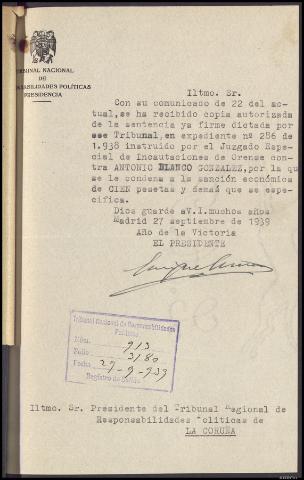 TRIBUNAL NACIONAL
DE
RESPONSABILIDADES POLÍTICAS
PRESIDENCIA
Iltmo. Sr.
Con su comunicado de 22 del ac-
tual, se ha recibido copia autorizada
de la sentencia ya firme dictada por
ese Tribunal, en expediente nº 286 de
1.938 instruido por el Juzgado Espe-
cial de Incautaciones de Orense con-
tra ANTONIO BLANCO GONZALEZ, por la que
se le condena a la sanción económica
de CIEN pesetas y demás que se espe-
cifica.
Dios guarde a V.I. muchos años
Madrid 27 septiembre de 1939
Año de la Victoria
EL PRESIDENTE
Tribunal Nacional de Responsabilidades
Políticas
Núm. 913
Folio 3180
Fecha 27-9-939
Registro de Salida
Iltmo. Sr. Presidente del Tribunal Regional de
Responsabilidades Politicas de
LA CORUÑA